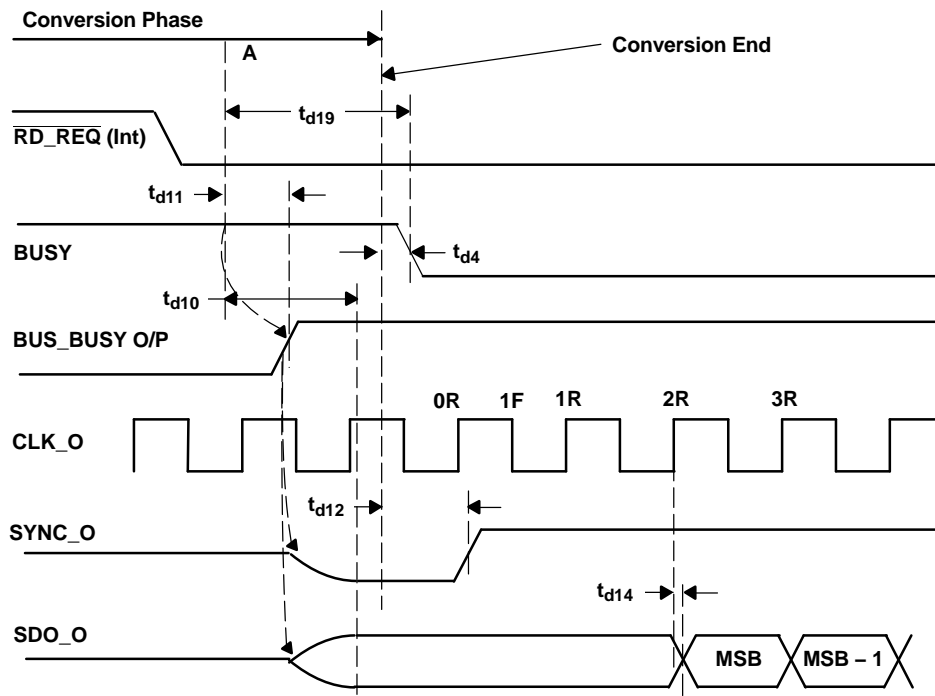 Conversion Phase
A
Conversion End
td19
RD_REQ (Int)
td11
BUSY
td4
td10
BUS_BUSY O/P
0R 1F 1R 2R 3R
CLK_O
td12
SYNC_O
td14
SDO_O
MSB MSB – 1